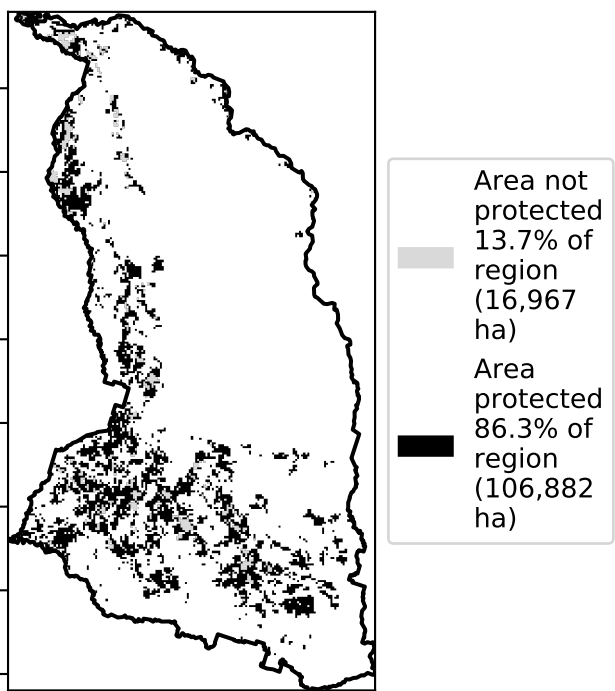 Area not
protected
13.7% of
region
(16,967
ha)
Area
protected
86.3% of
region
(106,882
ha)